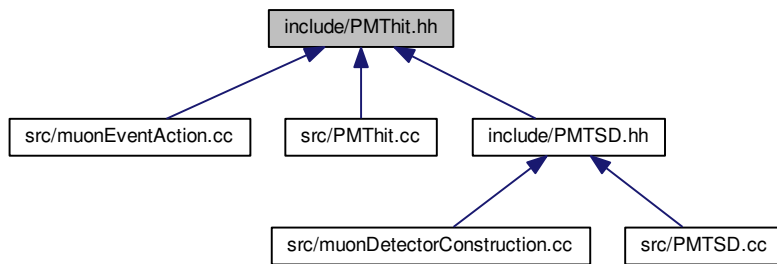 include/PMThit.hh
src/muonEventAction.cc
src/PMThit.cc
include/PMTSD.hh
src/muonDetectorConstruction.cc
src/PMTSD.cc